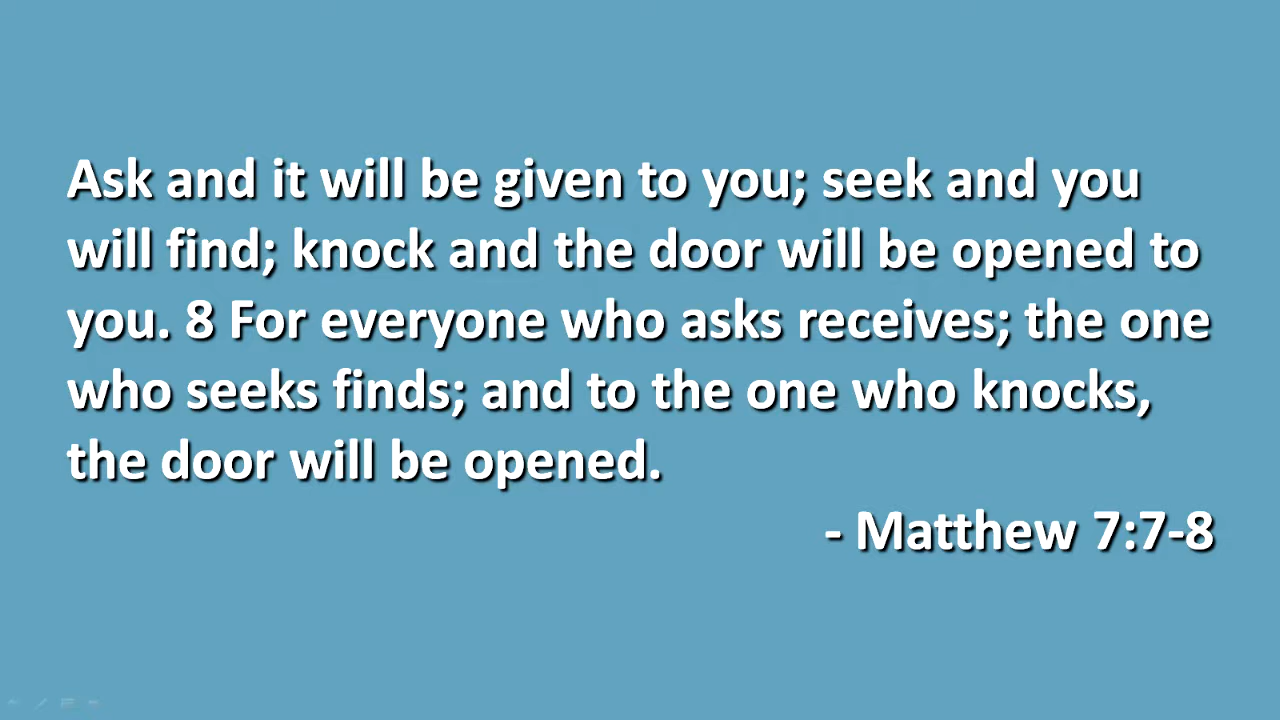 Ask and it will be given to you; seek and you
will find; knock and the door will be opened to
you. 8 For everyone who asks receives; the one
who seeks finds; and to the one who knocks,
the door will be opened.
- Matthew 7:7-8